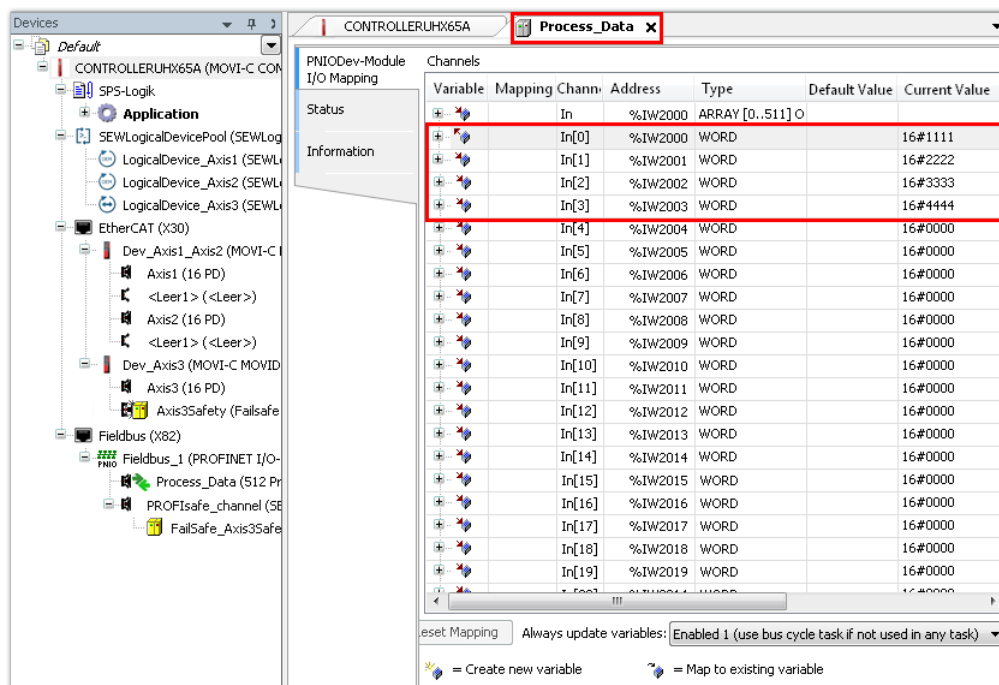 Devices
Default
CONTROLLERUHX65A (MOVI-C CON
SPS-Logik
Application
SEWLogicalDevicePool (SEWLog
LogicalDevice_Axis1 (SEWL
LogicalDevice_Axis2 (SEWL
LogicalDevice_Axis3 (SEWL
EtherCAT (X30)
Dev_Axis1_Axis2 (MOVI-C
Axis1 (16 PD)
<Leer1> (<Leer>)
Axis2 (16 PD)
<Leer1> (<Leer>)
Dev_Axis3 (MOVI-C MOVID
Axis3 (16 PD)
Axis3Safety (Failsafe
Fieldbus (X82)
PNIO Fieldbus_1 (PROFINET I/O-
Process_Data (512 Pr
PROFIsafe_channel (SE
FailSafe_Axis3Safe
CONTROLLERUHX65A
Process_Data x
PNIODev-Module
I/O Mapping
Status
Information
Channels
Variable Mapping Chann Address Type Default Value Current Value
In %IW2000 ARRAY [0..511] O
In[0] %IW2000 WORD 16#1111
In[1] %IW2001 WORD 16#2222
In[2] %IW2002 WORD 16#3333
In[3] %IW2003 WORD 16#4444
In[4] %IW2004 WORD 16#0000
In[5] %IW2005 WORD 16#0000
In[6] %IW2006 WORD 16#0000
In[7] %IW2007 WORD 16#0000
In[8] %IW2008 WORD 16#0000
In[9] %IW2009 WORD 16#0000
In[10] %IW2010 WORD 16#0000
In[11] %IW2011 WORD 16#0000
In[12] %IW2012 WORD 16#0000
In[13] %IW2013 WORD 16#0000
In[14] %IW2014 WORD 16#0000
In[15] %IW2015 WORD 16#0000
In[16] %IW2016 WORD 16#0000
In[17] %IW2017 WORD 16#0000
In[18] %IW2018 WORD 16#0000
In[19] %IW2019 WORD 16#0000
eset Mapping Always update variables: Enabled 1 (use bus cycle task if not used in any task)
= Create new variable = Map to existing variable